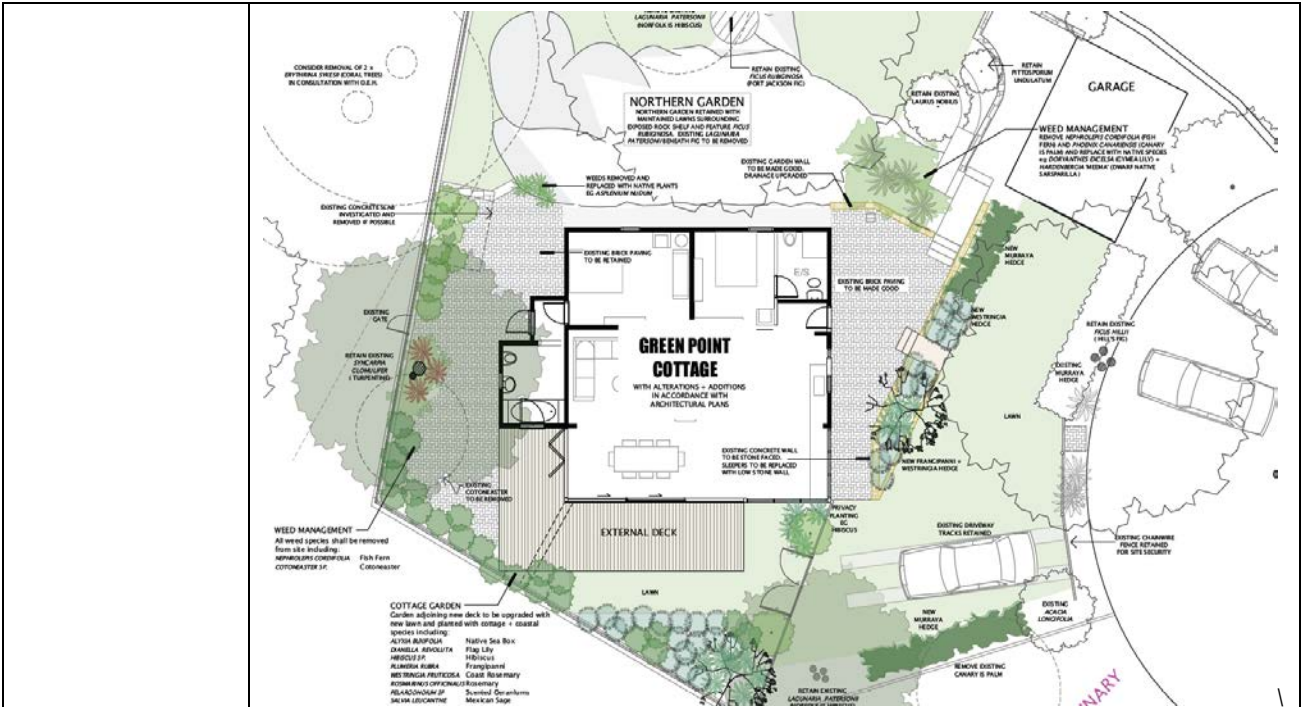 RETAIN EXISTING
LAGUNARIA PATERSONII
(NORFOLK IS HIBISCUS)
CONSIDER REMOVAL OF 2 x
ERYTHRINA SYKESII (CORAL TREES)
IN CONSULTATION WITH D.E.H.
RETAIN EXISTING
FICUS RUBIGINOSA
(PORT JACKSON FIG)
RETAIN
PITTOSPORUM
UNDULATUM
GARAGE
RETAIN EXISTING
LAURUS NOBILIS
NORTHERN GARDEN
NORTHERN GARDEN RETAINED WITH
MAINTAINED LAWNS SURROUNDING
EXPOSED ROCK SHELF AND FEATURE FICUS
RUBIGINOSA. EXISTING LAGUNARIA
PATERSONII BENEATH FIG TO BE REMOVED
WEED MANAGEMENT
REMOVE NEPHROLEPIS CORDIFOLIA (FISH
FERN) AND PHOENIX CANARIENSIS (CANARY
IS PALM) AND REPLACE WITH NATIVE SPECIES
eg DORYANTHES EXCELSA (GYMEA LILY) +
HARDENBERGIA 'MEEMA' (DWARF NATIVE
SARSPARILLA)
EXISTING GARDEN WALL
TO BE MADE GOOD.
DRAINAGE UPGRADED
WEEDS REMOVED AND
REPLACED WITH NATIVE PLANTS
EG ASPLENIUM NIDUM
EXISTING CONCRETE SLAB
INVESTIGATED AND
REMOVED IF POSSIBLE
EXISTING BRICK PAVING
TO BE RETAINED
E/S
EXISTING BRICK PAVING
TO BE MADE GOOD
NEW
MURRAYA
HEDGE
NEW
WESTRINGIA
HEDGE
EXISTING
GATE
RETAIN EXISTING
SYNCARPIA
GLOMULIFER
(TURPENTINE)
GREEN POINT
COTTAGE
WITH ALTERATIONS + ADDITIONS
IN ACCORDANCE WITH
ARCHITECTURAL PLANS
RETAIN EXISTING
FICUS HILLII
(HILL'S FIG)
EXISTING
MURRAYA
HEDGE
LAWN
EXISTING CONCRETE WALL
TO BE STONE FACED.
SLEEPERS TO BE REPLACED
WITH LOW STONE WALL
NEW FRANGIPANNI +
WESTRINGIA HEDGE
EXISTING
COTONEASTER
TO BE REMOVED
PRIVACY
PLANTING
EG
HIBISCUS
WEED MANAGEMENT
All weed species shall be removed
from site including:
NEPHROLEPIS CORDIFOLIA Fish Fern
COTONEASTER SP. Cotoneaster
EXTERNAL DECK
EXISTING DRIVEWAY
TRACKS RETAINED
EXISTING CHAINWIRE
FENCE RETAINED
FOR SITE SECURITY
LAWN
COTTAGE GARDEN
Garden adjoining new deck to be upgraded with
new lawn and planted with cottage + coastal
species including:
ALYXIA BUXIFOLIA Native Sea Box
DIANELLA REVOLUTA Flag Lily
HIBISCUS SP. Hibiscus
PLUMERIA RUBRA Frangipanni
WESTRINGIA FRUTICOSA Coast Rosemary
ROSMARINUS OFFICINALIS Rosemary
PELARGONIUM SP Scented Geraniums
SALVIA LEUCANTHE Mexican Sage
NEW
MURRAYA
HEDGE
EXISTING
ACACIA
LONGIFOLIA
REMOVE EXISTING
CANARY IS PALM
RETAIN EXISTING
LAGUNARIA PATERSONII
NARY